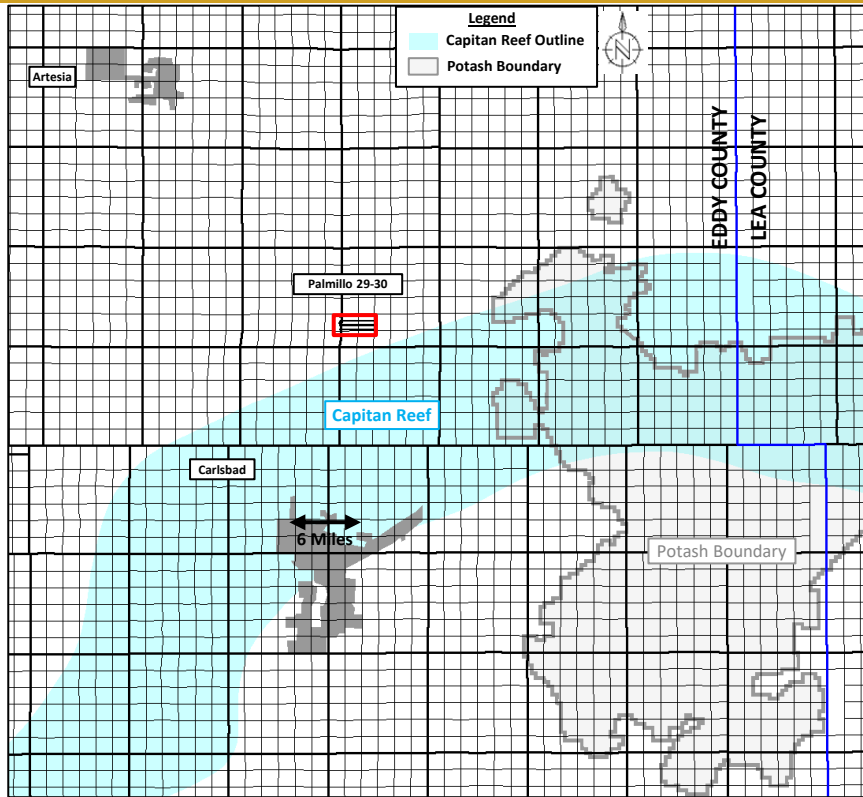 Legend
Capitan Reef Outline
Potash Boundary
N
Artesia
EDDY COUNTY
LEA COUNTY
Palmillo 29-30
Capitan Reef
Carlsbad
6 Miles
Potash Boundary